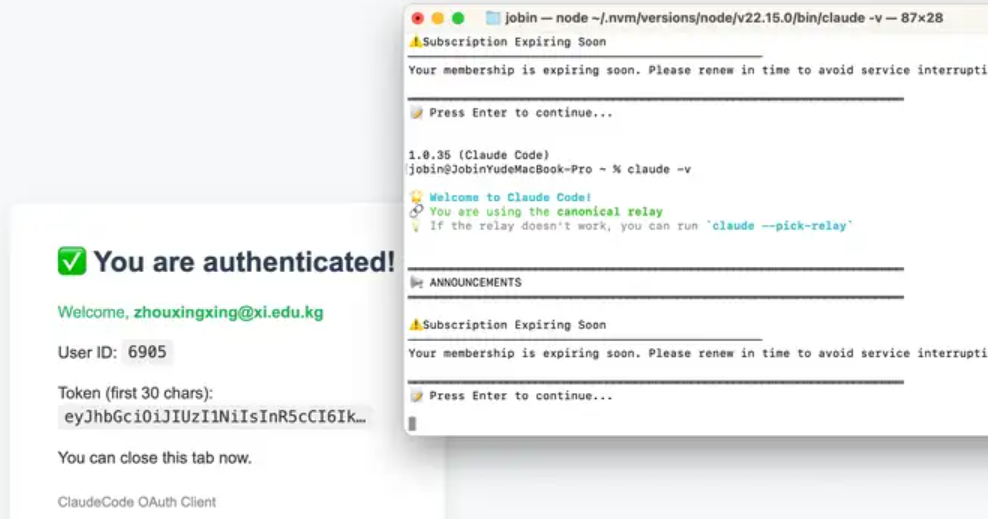 jobin — node ~/.nvm/versions/node/v22.15.0/bin/claude -v — 87×28
⚠️Subscription Expiring Soon
Your membership is expiring soon. Please renew in time to avoid service
📝 Press Enter to continue...
1.0.35 (Claude Code)
jobin@JobinYudeMacBook-Pro ~ % claude -v
🌟 Welcome to Claude Code!
🔗 You are using the canonical relay
💡 If the relay doesn't work, you can run `claude --pick-relay`
📢 ANNOUNCEMENTS
⚠️Subscription Expiring Soon
Your membership is expiring soon. Please renew in time to avoid service
📝 Press Enter to continue...
✅ You are authenticated!
Welcome, zhouxingxing@xi.edu.kg
User ID: 6905
Token (first 30 chars):
eyJhbGciOiJIUzI1NiIsInR5cCI6Ik…
You can close this tab now.
ClaudeCode OAuth Client